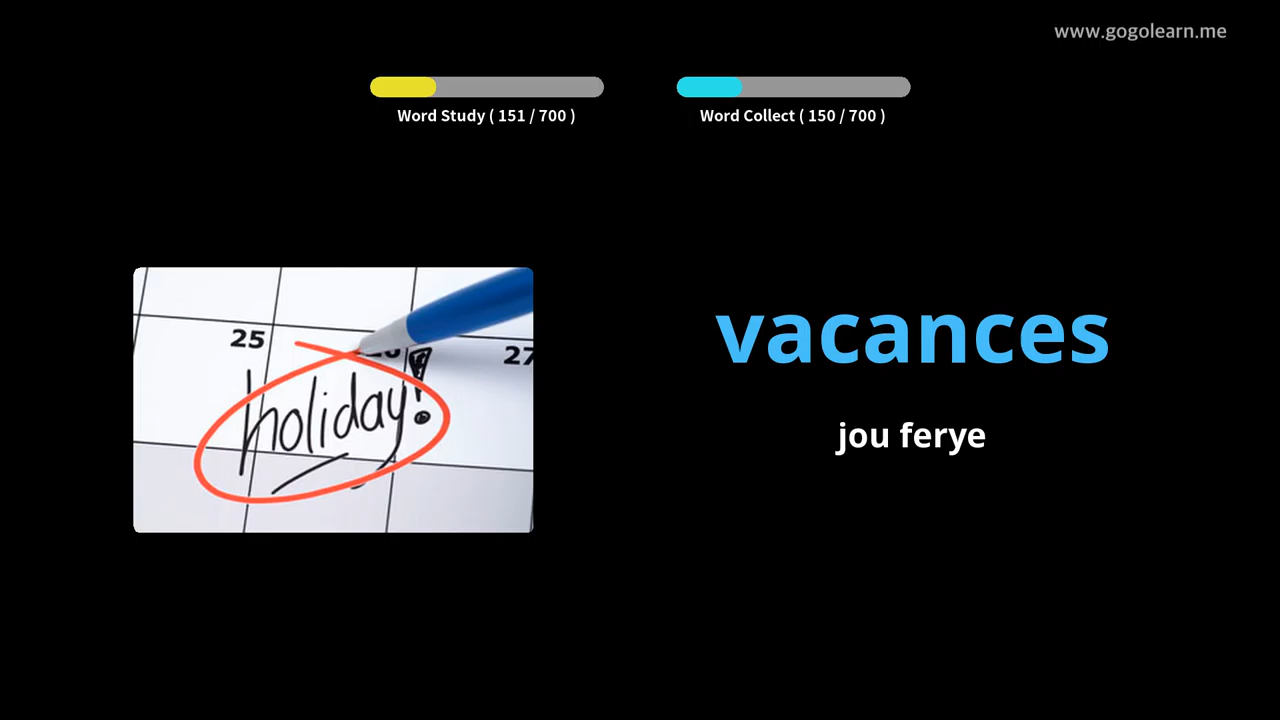 www.gogolearn.me
Word Study ( 151 / 700 )
Word Collect ( 150 / 700 )
25
27
holiday!
vacances
jou ferye